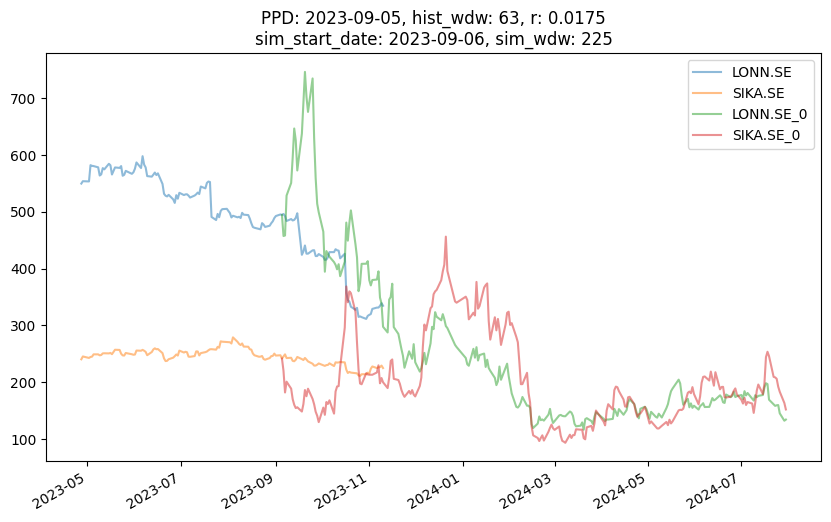 PPD: 2023-09-05, hist_wdw: 63, r: 0.0175
sim_start_date: 2023-09-06, sim_wdw: 225
LONN.SE
SIKA.SE
LONN.SE_0
SIKA.SE_0
700
600
500
400
300
200
100
2023-05
2023-07
2023-09
2023-11
2024-01
2024-03
2024-05
2024-07